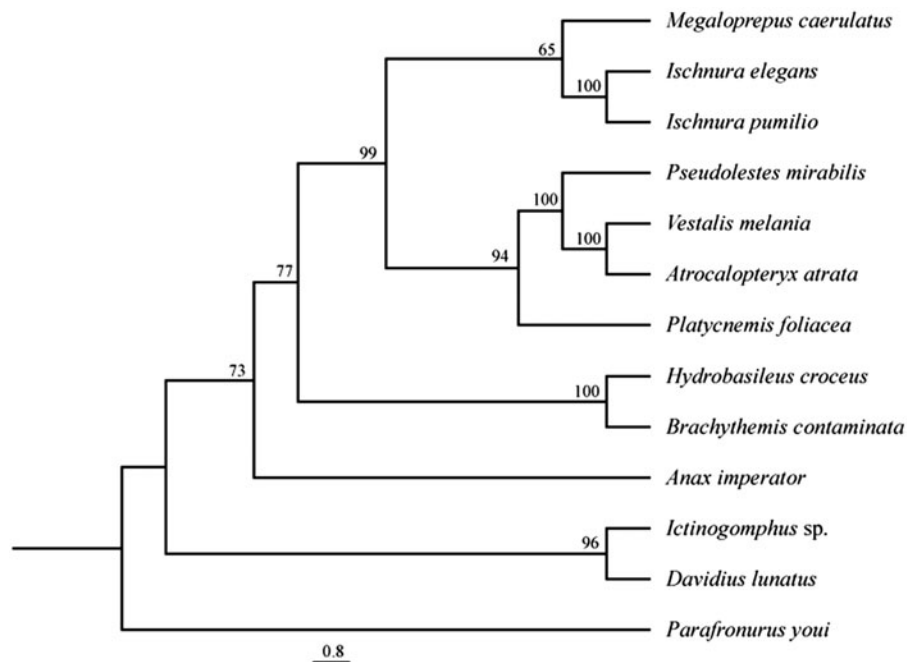 Megaloprepus caerulatus
65
Ischnura elegans
100
Ischnura pumilio
99
Pseudolestes mirabilis
100
Vestalis melania
100
94
Atrocalopteryx atrata
77
Platycnemis foliacea
73
Hydrobasileus croceus
100
Brachythemis contaminata
Anax imperator
Ictinogomphus sp.
96
Davidius lunatus
Parafronurus youi
0.8